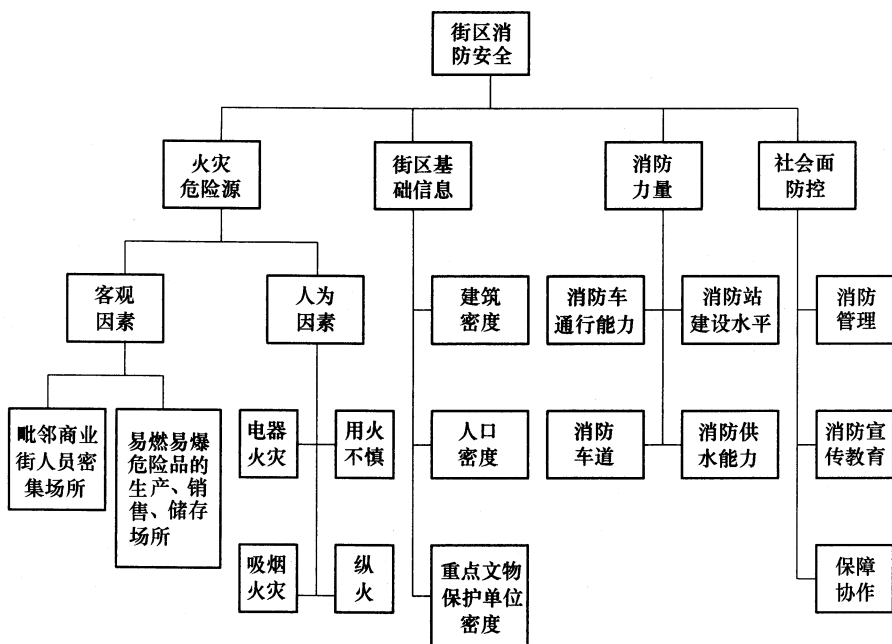 街区消
防安全
火灾
危险源
街区基
础信息
消防
力量
社会面
防控
客观
因素
人为
因素
建筑
密度
消防车
通行能力
消防站
建设水平
消防
管理
毗邻商业
街人员密
集场所
易燃易爆
危险品的
生产、销
售、储存
场所
电器
火灾
用火
不慎
人口
密度
消防
车道
消防供
水能力
消防宣
传教育
吸烟
火灾
纵
火
重点文物
保护单位
密度
保障
协作